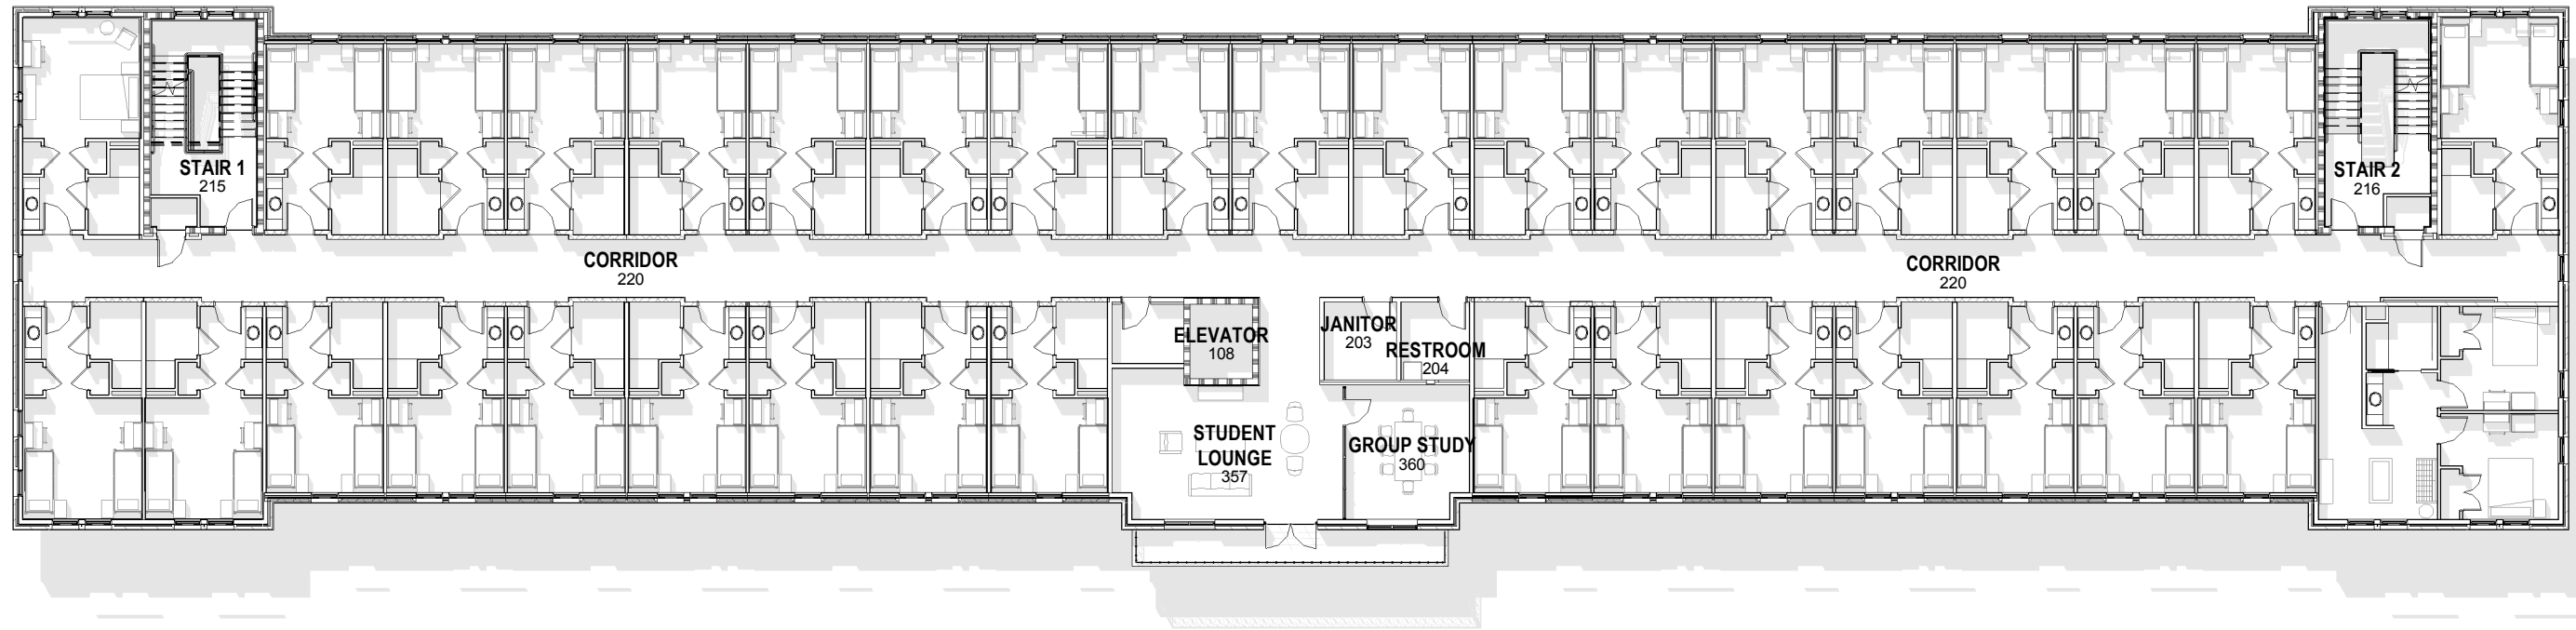 STAIR 1
215
STAIR 2
216
CORRIDOR
220
CORRIDOR
220
ELEVATOR
108
JANITOR
203
RESTROOM
204
STUDENT
LOUNGE
357
GROUP STUDY
360